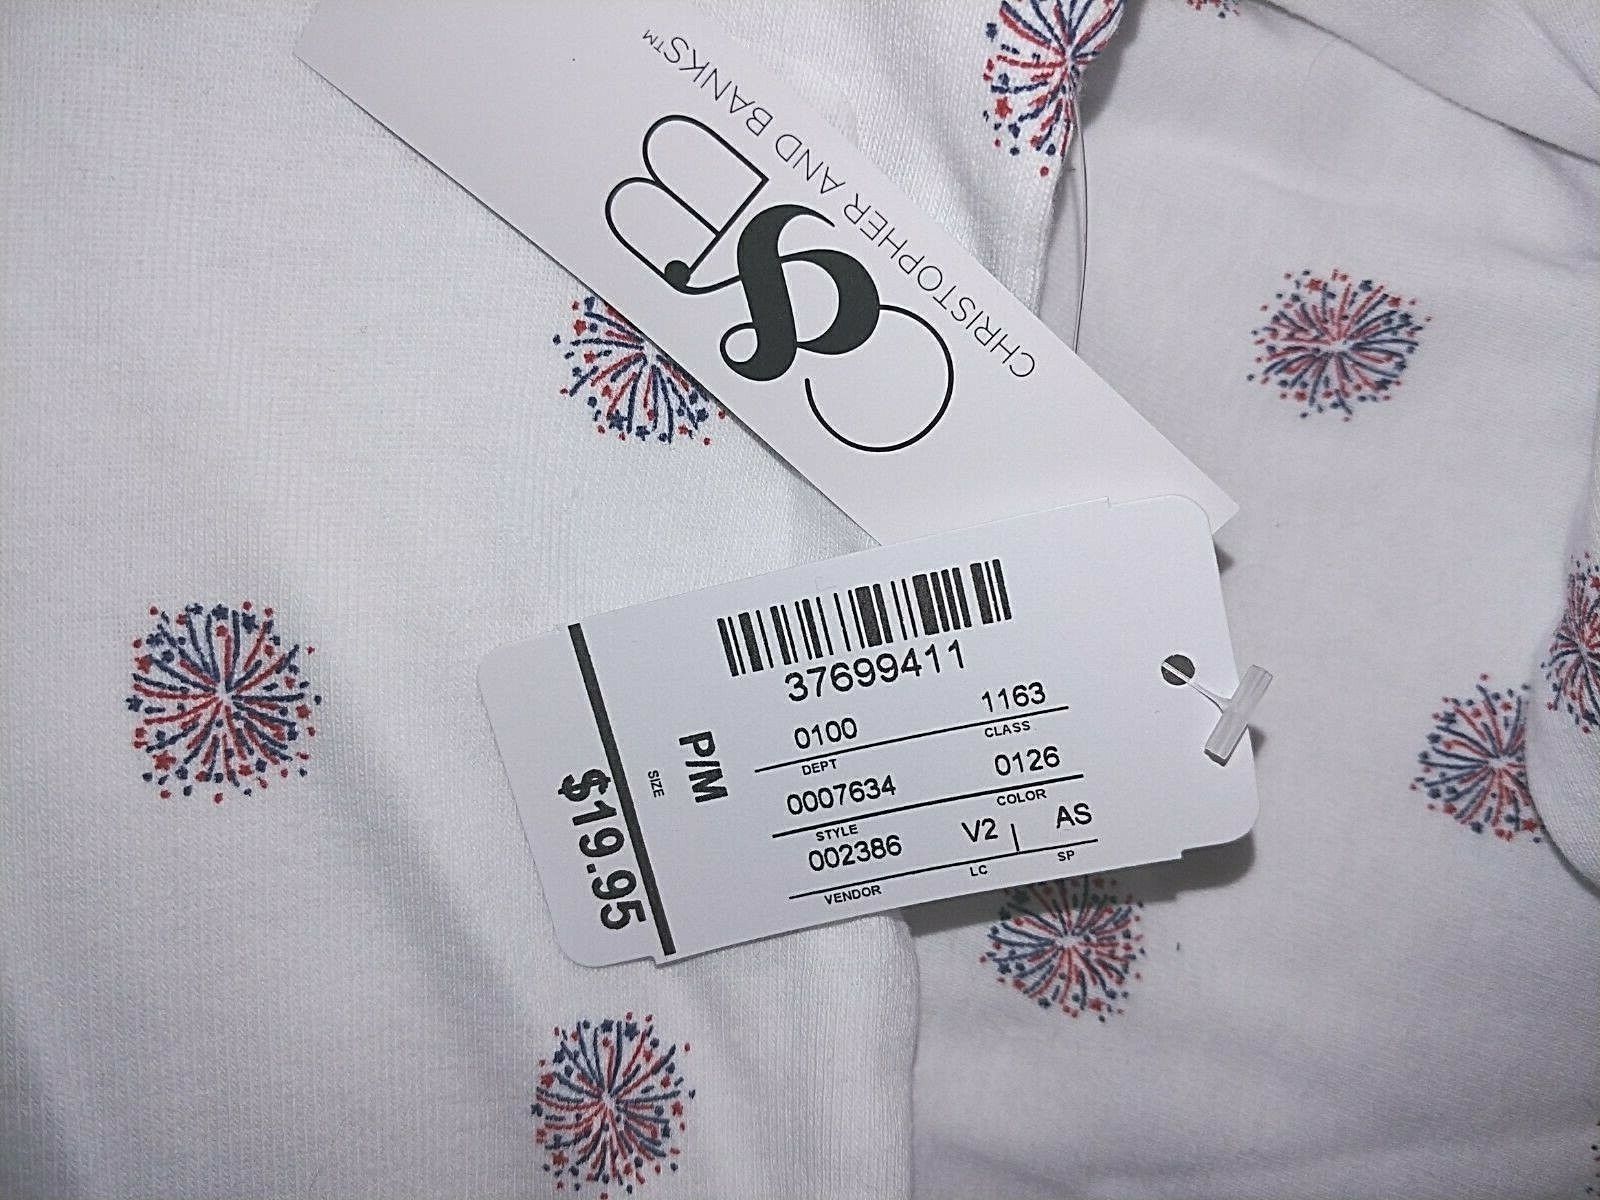 CHRISTOPHER AND BANKS™
C&B
37699411
0100 1163
DEPT CLASS
0007634 0126
STYLE COLOR
002386 V2 | AS
VENDOR LC SP
P/M
SIZE
$19.95